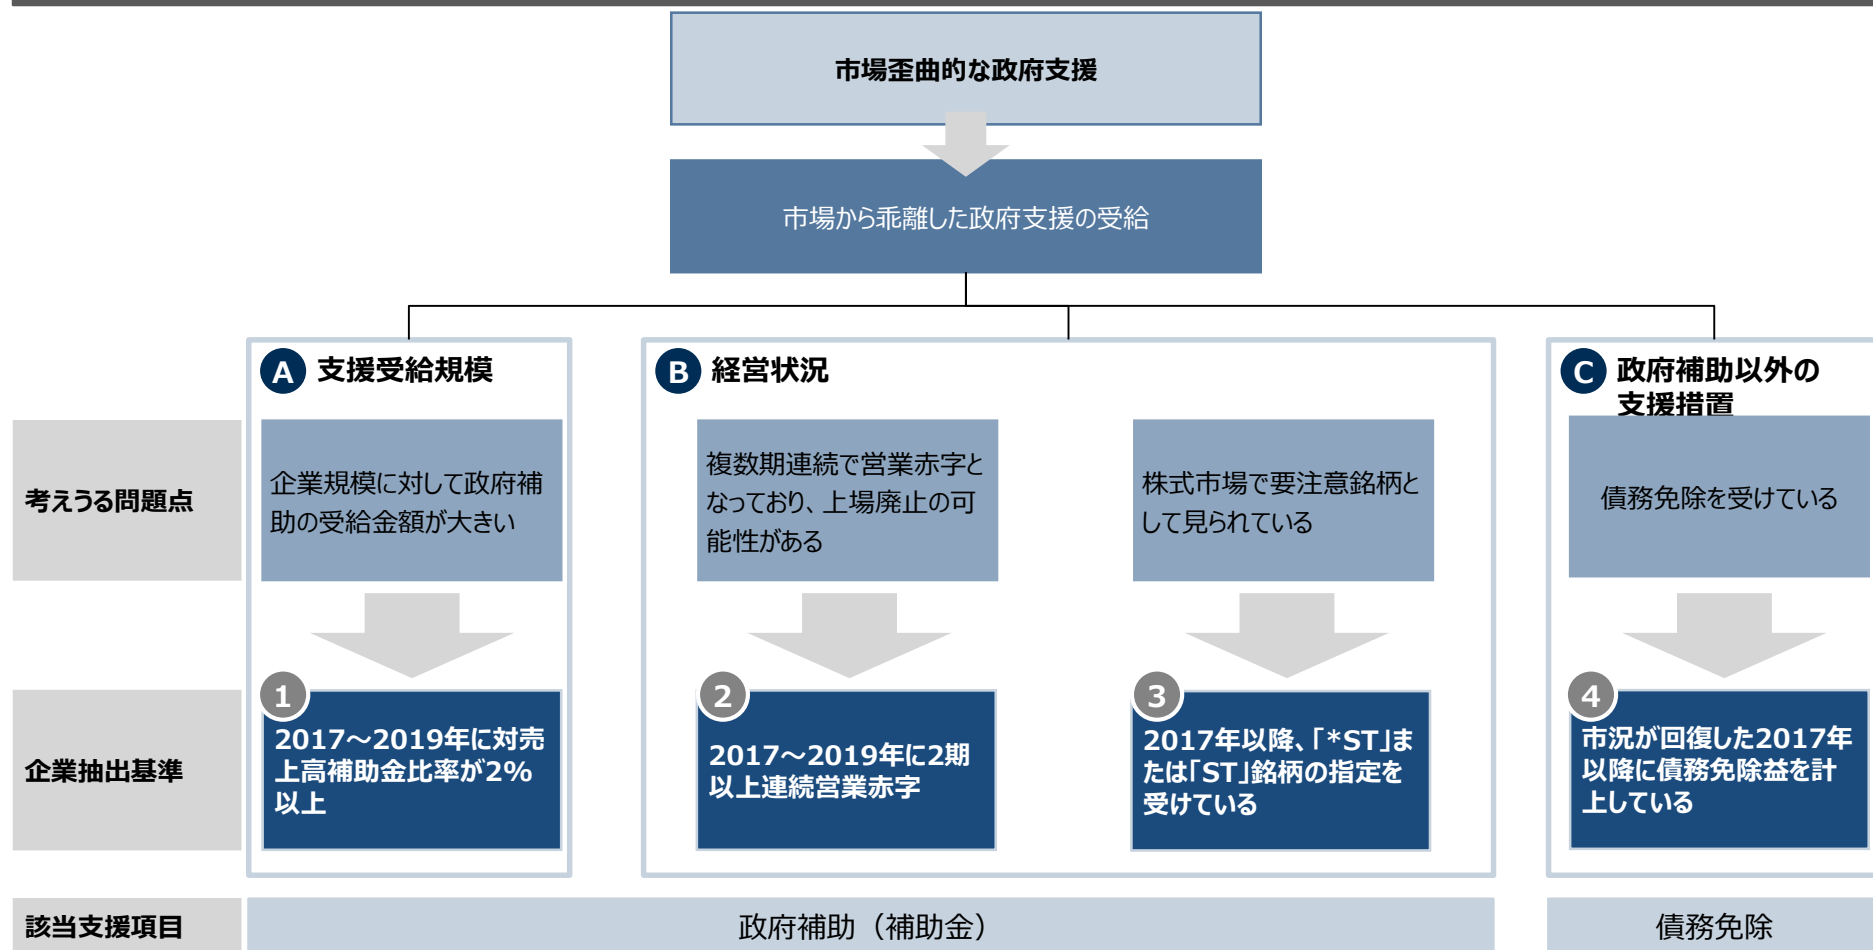 市場歪曲的な政府支援
市場から乖離した政府支援の受給
A 支援受給規模
B 経営状況
C 政府補助以外の
支援措置
考えうる問題点
企業規模に対して政府補
助の受給金額が大きい
複数期連続で営業赤字と
なっており、上場廃止の可
能性がある
株式市場で要注意銘柄と
して見られている
債務免除を受けている
企業抽出基準
1
2017～2019年に対売
上高補助金比率が2%
以上
2
2017～2019年に2期
以上連続営業赤字
3
2017年以降、「*ST」ま
たは「ST」銘柄の指定を
受けている
4
市況が回復した2017年
以降に債務免除益を計
上している
該当支援項目
政府補助（補助金）
債務免除